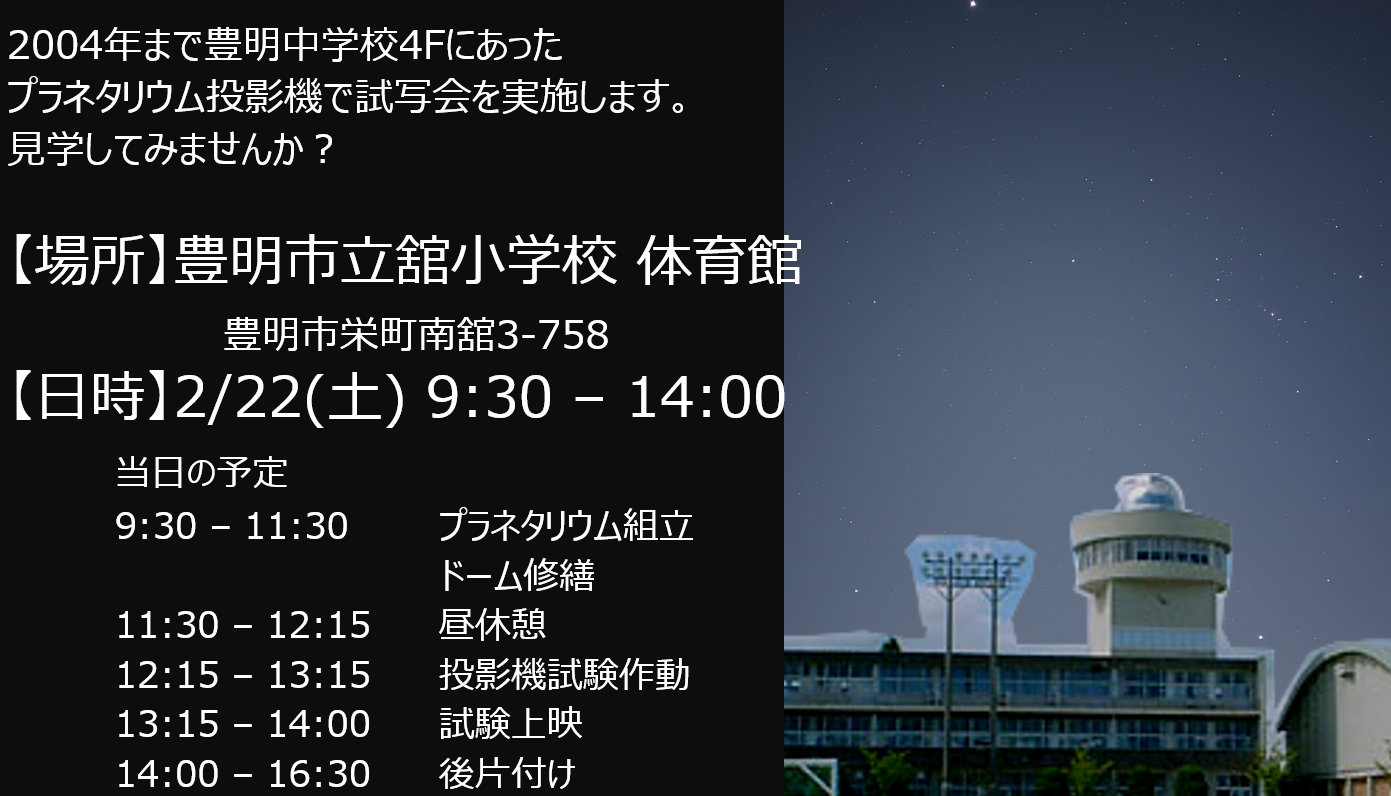 2004年まで豊明中学校4Fにあった
プラネタリウム投影機で試写会を実施します。
見学してみませんか？
【場所】豊明市立舘小学校 体育館
豊明市栄町南舘3-758
【日時】2/22(土) 9:30 – 14:00
当日の予定
9:30 – 11:30 プラネタリウム組立
ドーム修繕
11:30 – 12:15 昼休憩
12:15 – 13:15 投影機試験作動
13:15 – 14:00 試験上映
14:00 – 16:30 後片付け